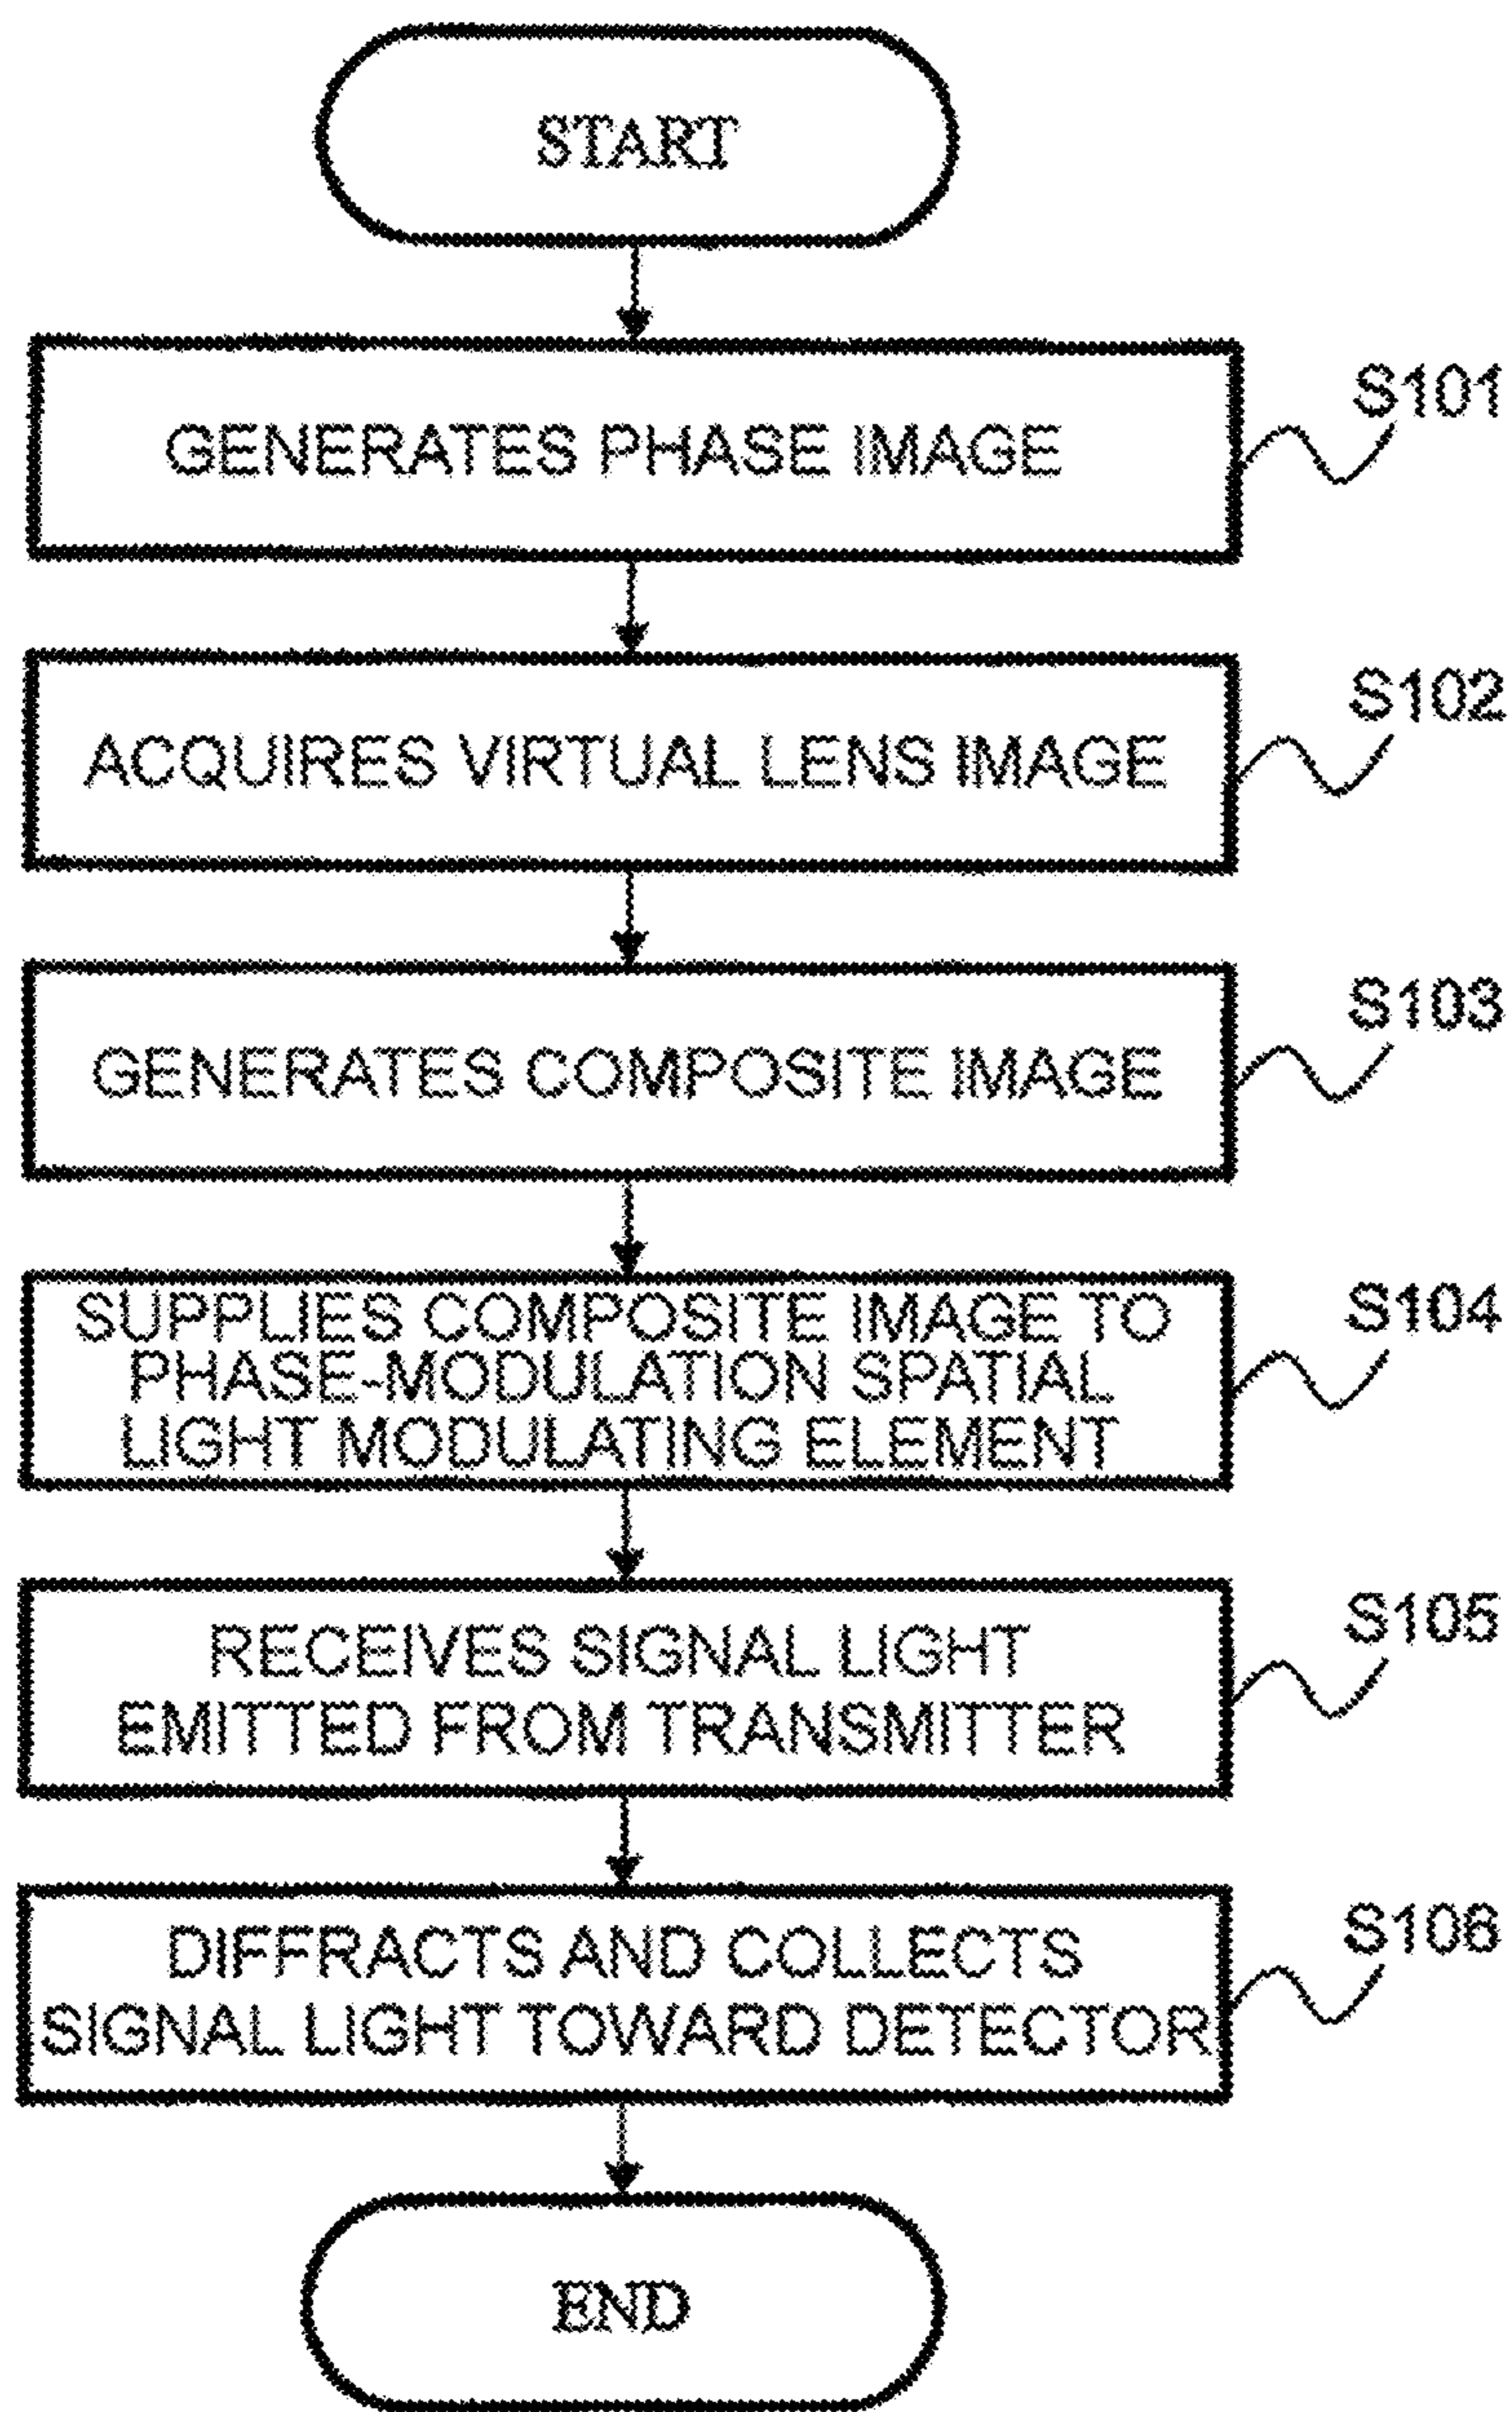 START
GENERATES PHASE IMAGE
S101
ACQUIRES VIRTUAL LENS IMAGE
S102
GENERATES COMPOSITE IMAGE
S103
SUPPLIES COMPOSITE IMAGE TO
PHASE-MODULATION SPATIAL
LIGHT MODULATING ELEMENT
S104
RECEIVES SIGNAL LIGHT
EMITTED FROM TRANSMITTER
S105
DIFFRACTS AND COLLECTS
SIGNAL LIGHT TOWARD DETECTOR
S106
END